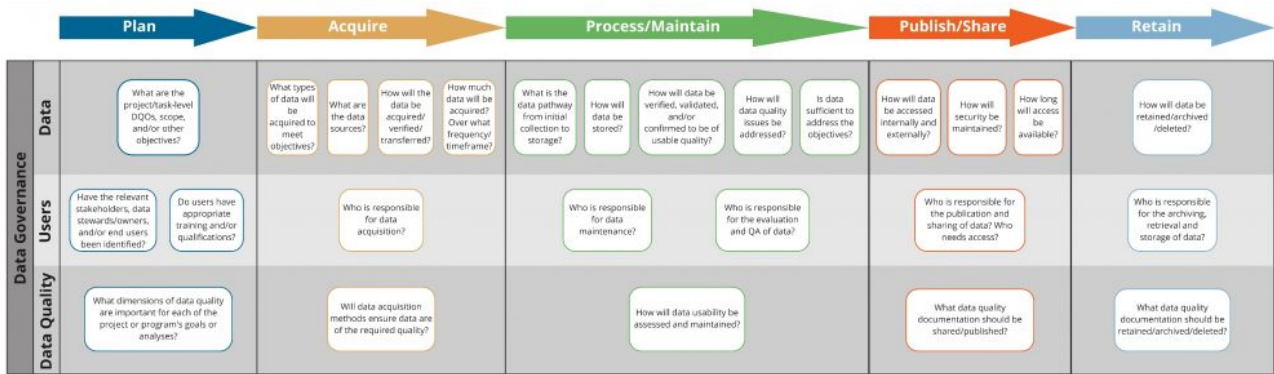 Plan
Acquire
Process/Maintain
Publish/Share
Retain
Data Governance
Data
What are the
project/task-level
DQOs, scope,
and/or other
objectives?
What types
of data will
be
acquired to
meet
objectives?
What are
the data
sources?
How will the
data be
acquired/
verified/
transferred?
How much
data will be
acquired?
Over what
frequency/
timeframe?
What is the
data pathway
from initial
collection to
storage?
How will
data be
stored?
How will data be
verified, validated,
and/or
confirmed to be of
usable quality?
How will
data quality
issues be
addressed?
Is data
sufficient to
address the
objectives?
How will data
be accessed
internally and
externally?
How will
security be
maintained?
How long
will access
be
available?
How will data be
retained/archived
/deleted?
Users
Have the relevant
stakeholders, data
stewards/owners,
and/or end users
been identified?
Do users have
appropriate
training and/or
qualifications?
Who is responsible
for data
acquisition?
Who is responsible
for data
maintenance?
Who is responsible
for the evaluation
and QA of data?
Who is responsible for
the publication and
sharing of data? Who
needs access?
Who is responsible
for the archiving,
retrieval and
storage of data?
Data Quality
What dimensions of data quality
are important for each of the
project or program's goals or
analyses?
Will data acquisition
methods ensure data are
of the required quality?
How will data usability be
assessed and maintained?
What data quality
documentation should be
shared/published?
What data quality
documentation should be
retained/archived/deleted?